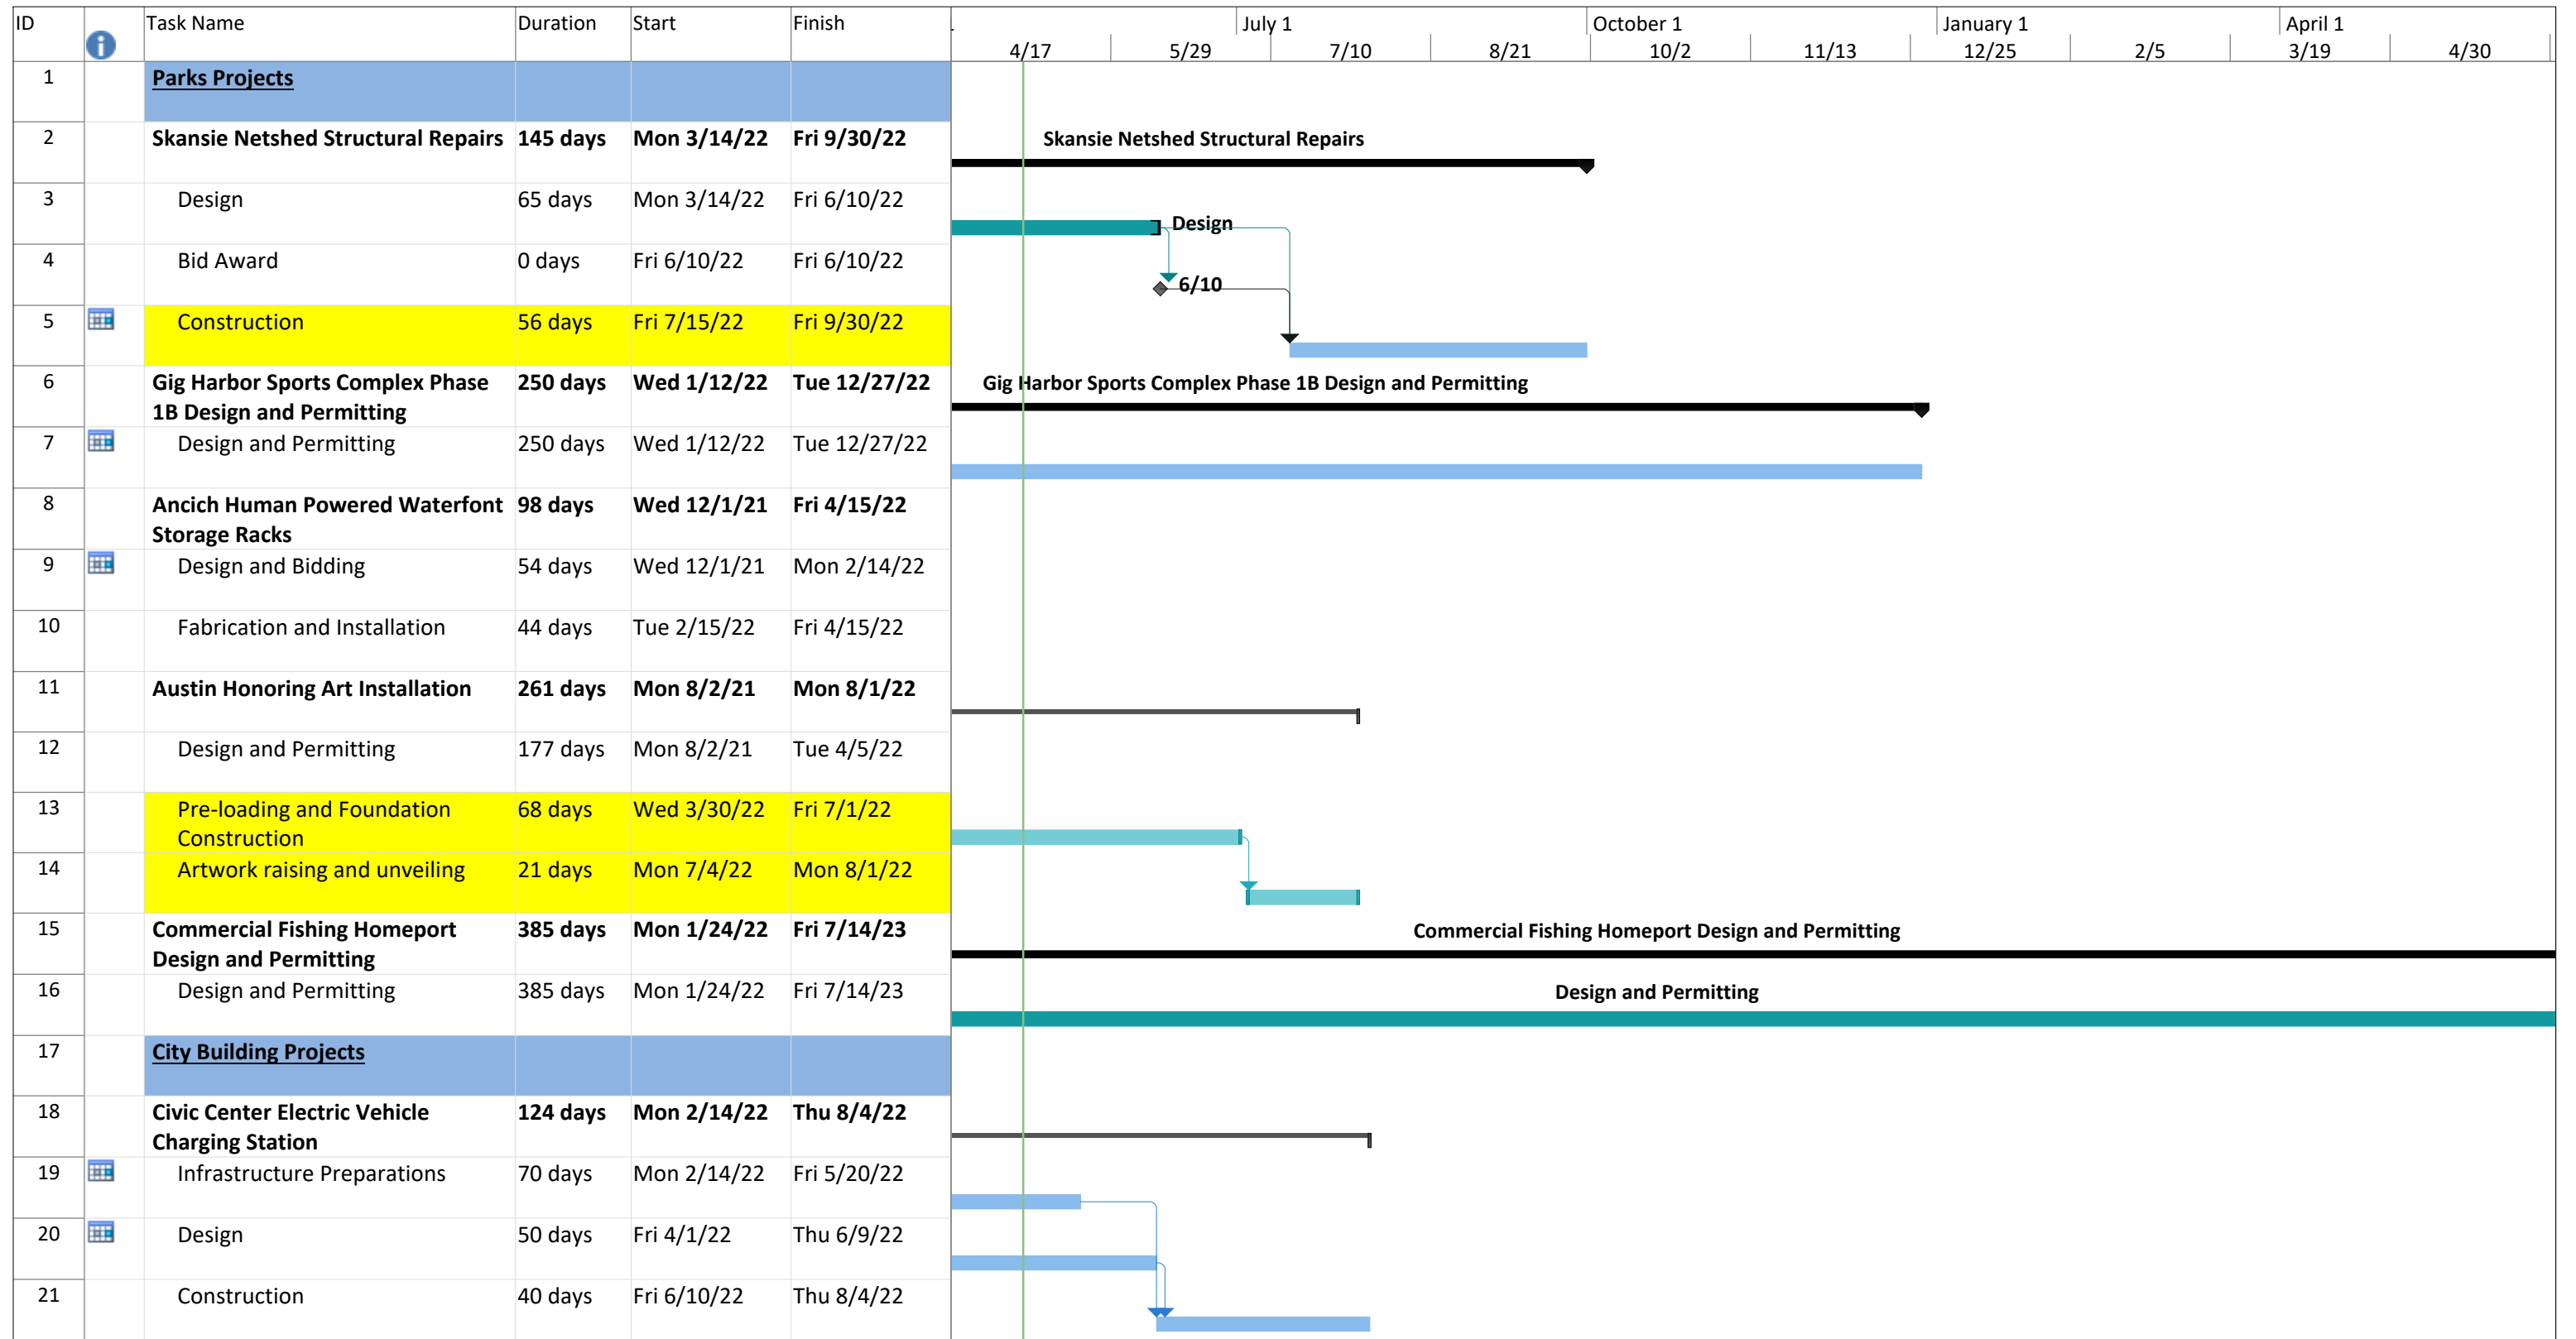 ID Task Name Duration Start Finish July 1 October 1 January 1 April 1
4/17 5/29 7/10 8/21 10/2 11/13 12/25 2/5 3/19 4/30
1 Parks Projects
2 Skansie Netshed Structural Repairs 145 days Mon 3/14/22 Fri 9/30/22 Skansie Netshed Structural Repairs
3 Design 65 days Mon 3/14/22 Fri 6/10/22
Design
4 Bid Award 0 days Fri 6/10/22 Fri 6/10/22
6/10
5 Construction 56 days Fri 7/15/22 Fri 9/30/22
6 Gig Harbor Sports Complex Phase 250 days Wed 1/12/22 Tue 12/27/22 Gig Harbor Sports Complex Phase 1B Design and Permitting
1B Design and Permitting
7 Design and Permitting 250 days Wed 1/12/22 Tue 12/27/22
8 Ancich Human Powered Waterfont 98 days Wed 12/1/21 Fri 4/15/22
Storage Racks
9 Design and Bidding 54 days Wed 12/1/21 Mon 2/14/22
10 Fabrication and Installation 44 days Tue 2/15/22 Fri 4/15/22
11 Austin Honoring Art Installation 261 days Mon 8/2/21 Mon 8/1/22
12 Design and Permitting 177 days Mon 8/2/21 Tue 4/5/22
13 Pre-loading and Foundation 68 days Wed 3/30/22 Fri 7/1/22
Construction
14 Artwork raising and unveiling 21 days Mon 7/4/22 Mon 8/1/22
15 Commercial Fishing Homeport 385 days Mon 1/24/22 Fri 7/14/23 Commercial Fishing Homeport Design and Permitting
Design and Permitting
16 Design and Permitting 385 days Mon 1/24/22 Fri 7/14/23 Design and Permitting
17 City Building Projects
18 Civic Center Electric Vehicle 124 days Mon 2/14/22 Thu 8/4/22
Charging Station
19 Infrastructure Preparations 70 days Mon 2/14/22 Fri 5/20/22
20 Design 50 days Fri 4/1/22 Thu 6/9/22
21 Construction 40 days Fri 6/10/22 Thu 8/4/22